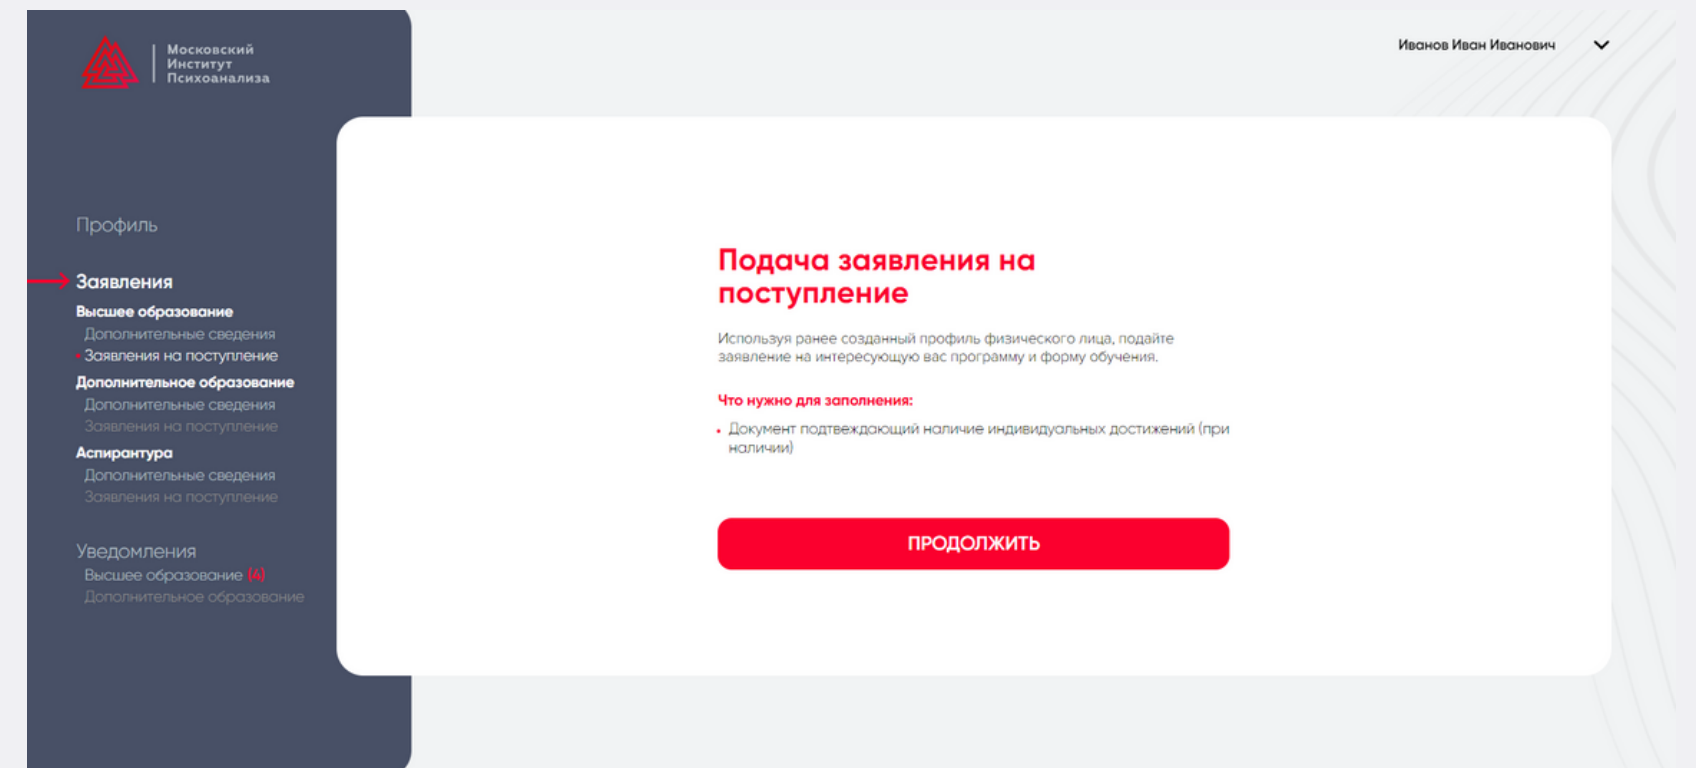 Московский
Институт
Психоанализа
Иванов Иван Иванович
Профиль
Заявления
Высшее образование
Дополнительные сведения
Заявления на поступление
Дополнительное образование
Дополнительные сведения
Заявления на поступление
Аспирантура
Дополнительные сведения
Заявления на поступление
Уведомления
Высшее образование (4)
Дополнительное образование
Подача заявления на
поступление
Используя ранее созданный профиль физического лица, подайте
заявление на интересующую вас программу и форму обучения.
Что нужно для заполнения:
• Документ подтвеждающий наличие индивидуальных достижений (при
наличии)
ПРОДОЛЖИТЬ